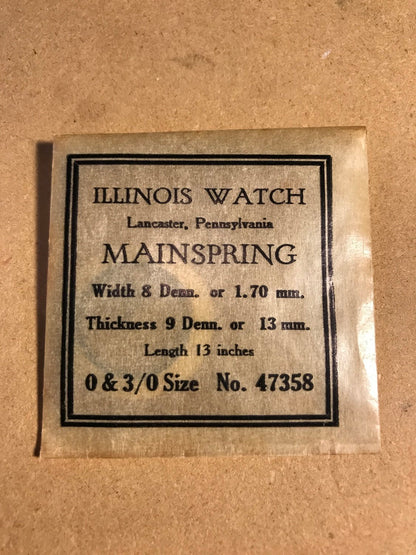 ILLINOIS WATCH
Lancaster, Pennsylvania
MAINSPRING
Width 8 Denn. or 1.70 mm.
Thickness 9 Denn. or 13 mm.
Length 13 inches
0 & 3/0 Size No. 47358